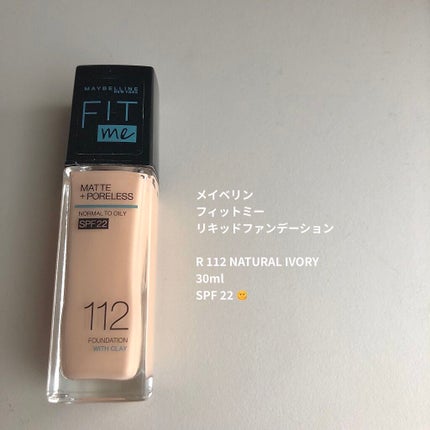 MAYBELLINE
NEW YORK
FIT
me
MATTE
+ PORELESS
NORMAL TO OILY
SPF 22
112
FOUNDATION
WITH CLAY
メイベリン
フィットミー
リキッドファンデーション
R 112 NATURAL IVORY
30ml
SPF 22 🌞